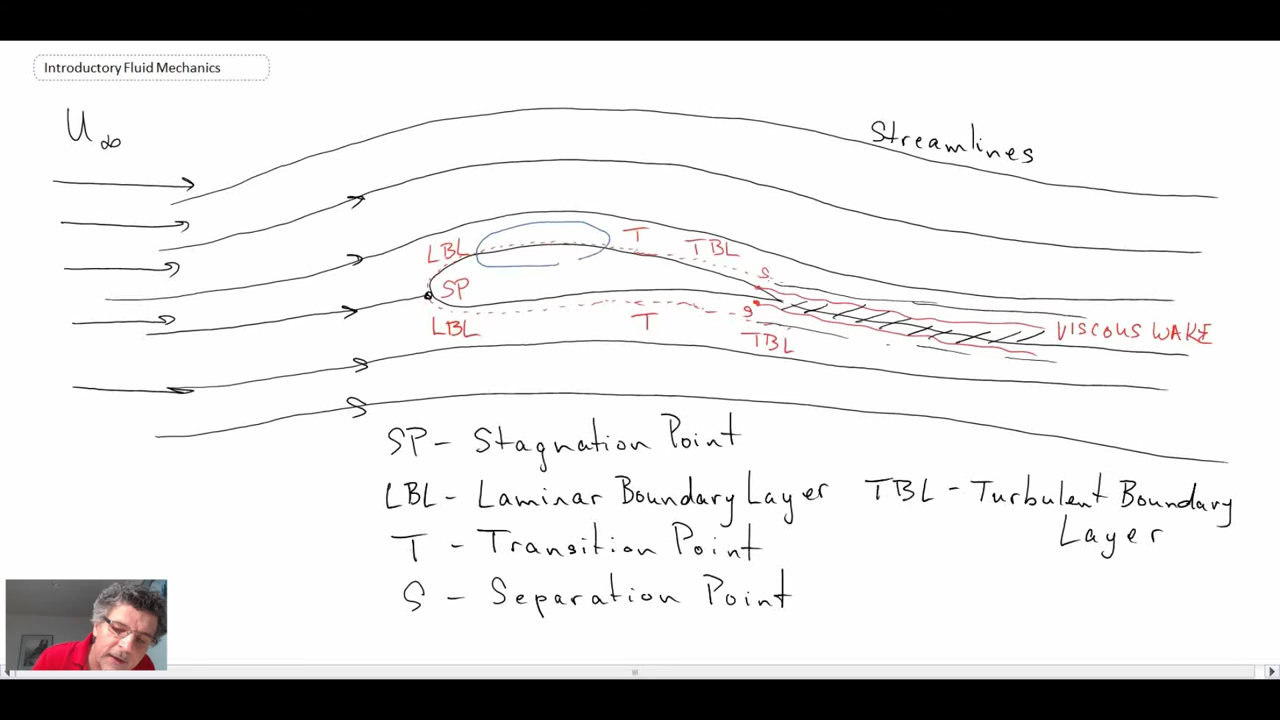 Introductory Fluid Mechanics
U∞
Streamlines
LBL
T
TBL
S
SP
S
LBL
T
TBL
VISCOUS WAKE
SP - Stagnation Point
LBL - Laminar Boundary Layer
TBL - Turbulent Boundary
Layer
T - Transition Point
S - Separation Point